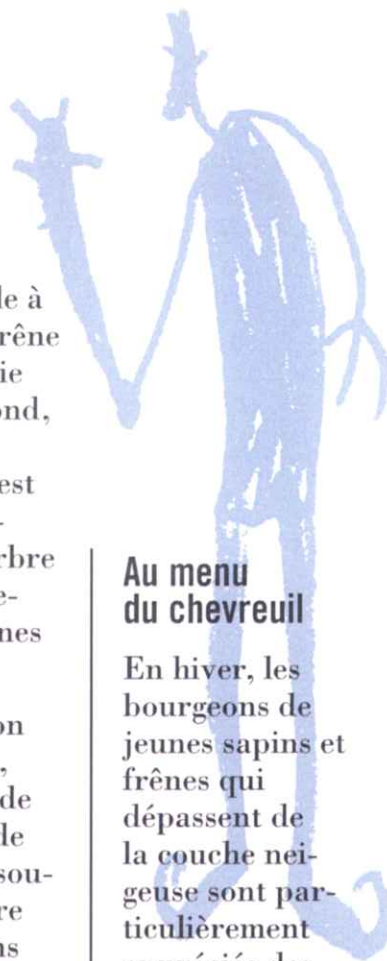 le à
rêne
ie
ond,
est
-
rbre
e-
nes
on
,
de
de
sou-
re
ns
Au menu
du chevreuil
En hiver, les
bourgeons de
jeunes sapins et
frênes qui
dépassent de
la couche nei-
geuse sont par-
ticulièrement